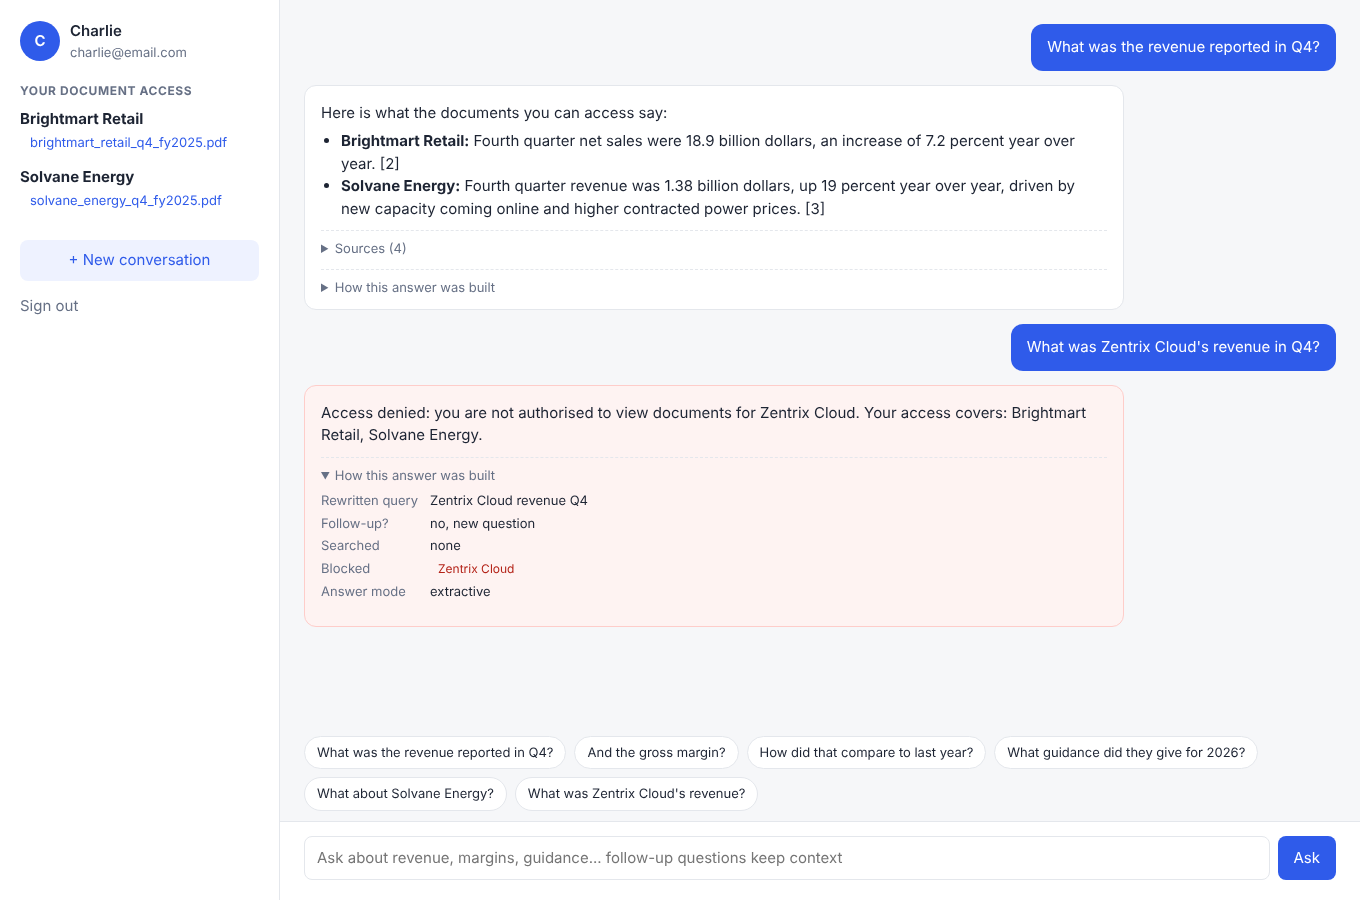 C
Charlie
charlie@email.com
YOUR DOCUMENT ACCESS
Brightmart Retail
brightmart_retail_q4_fy2025.pdf
Solvane Energy
solvane_energy_q4_fy2025.pdf
+ New conversation
Sign out
What was the revenue reported in Q4?
Here is what the documents you can access say:
• Brightmart Retail: Fourth quarter net sales were 18.9 billion dollars, an increase of 7.2 percent year over
year. [2]
• Solvane Energy: Fourth quarter revenue was 1.38 billion dollars, up 19 percent year over year, driven by
new capacity coming online and higher contracted power prices. [3]
▶ Sources (4)
▶ How this answer was built
What was Zentrix Cloud's revenue in Q4?
Access denied: you are not authorised to view documents for Zentrix Cloud. Your access covers: Brightmart
Retail, Solvane Energy.
▼ How this answer was built
Rewritten query Zentrix Cloud revenue Q4
Follow-up? no, new question
Searched none
Blocked Zentrix Cloud
Answer mode extractive
What was the revenue reported in Q4? And the gross margin? How did that compare to last year? What guidance did they give for 2026?
What about Solvane Energy? What was Zentrix Cloud's revenue?
Ask about revenue, margins, guidance... follow-up questions keep context Ask